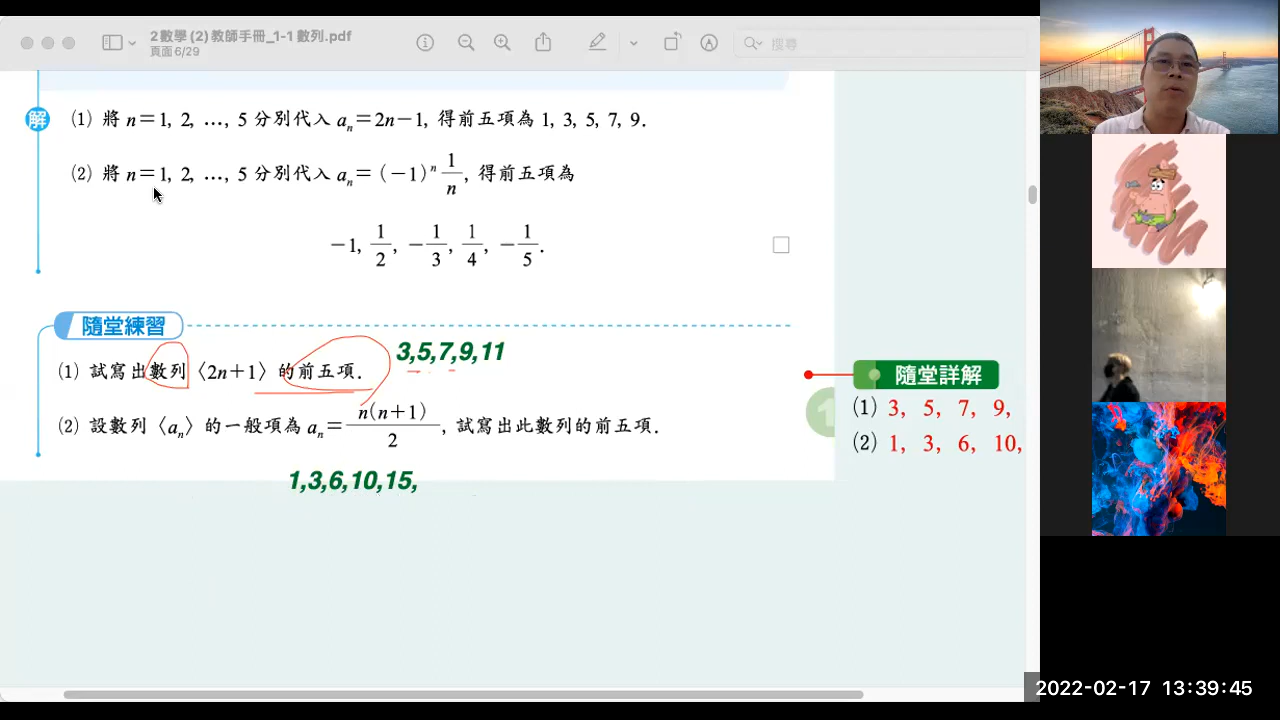 2數學 (2) 教師手冊_1-1 數列.pdf
頁面 6/29
搜尋
解
(1) 將 n=1, 2, …, 5 分別代入 aₙ=2n−1, 得前五項為 1, 3, 5, 7, 9.
(2) 將 n=1, 2, …, 5 分別代入 aₙ=(−1)ⁿ 1/n, 得前五項為
−1, 1/2, −1/3, 1/4, −1/5.
隨堂練習
3,5,7,9,11
(1) 試寫出數列〈2n+1〉的前五項.
(2) 設數列〈aₙ〉的一般項為 aₙ= n(n+1)/2, 試寫出此數列的前五項.
1,3,6,10,15,
隨堂詳解
(1) 3, 5, 7, 9,
(2) 1, 3, 6, 10,
2022-02-17 13:39:45